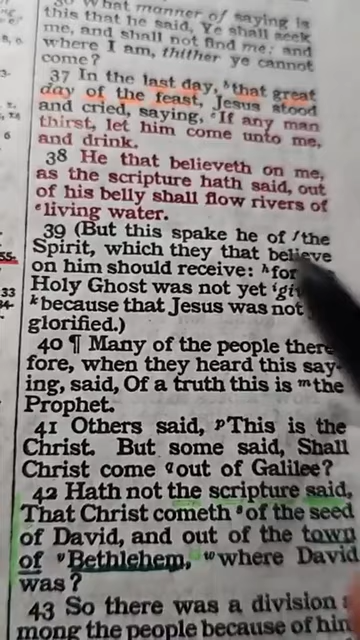 36 What manner of saying is
this that he said, Ye shall seek
me, and shall not find me: and
where I am, thither ye cannot
come?
37 In the last day, that great
day of the feast, Jesus stood
and cried, saying, If any man
thirst, let him come unto me,
and drink.
38 He that believeth on me,
as the scripture hath said, out
of his belly shall flow rivers of
e living water.
39 (But this spake he of f the
Spirit, which they that believe
on him should receive: h for
Holy Ghost was not yet i giv
k because that Jesus was not
glorified.)
40 ¶ Many of the people there
fore, when they heard this say-
ing, said, Of a truth this is m the
Prophet.
41 Others said, p This is the
Christ. But some said, Shall
Christ come q out of Galilee?
42 Hath not the scripture said,
That Christ cometh s of the seed
of David, and out of the town
of v Bethlehem, w where David
was?
43 So there was a division a
mong the people because of him